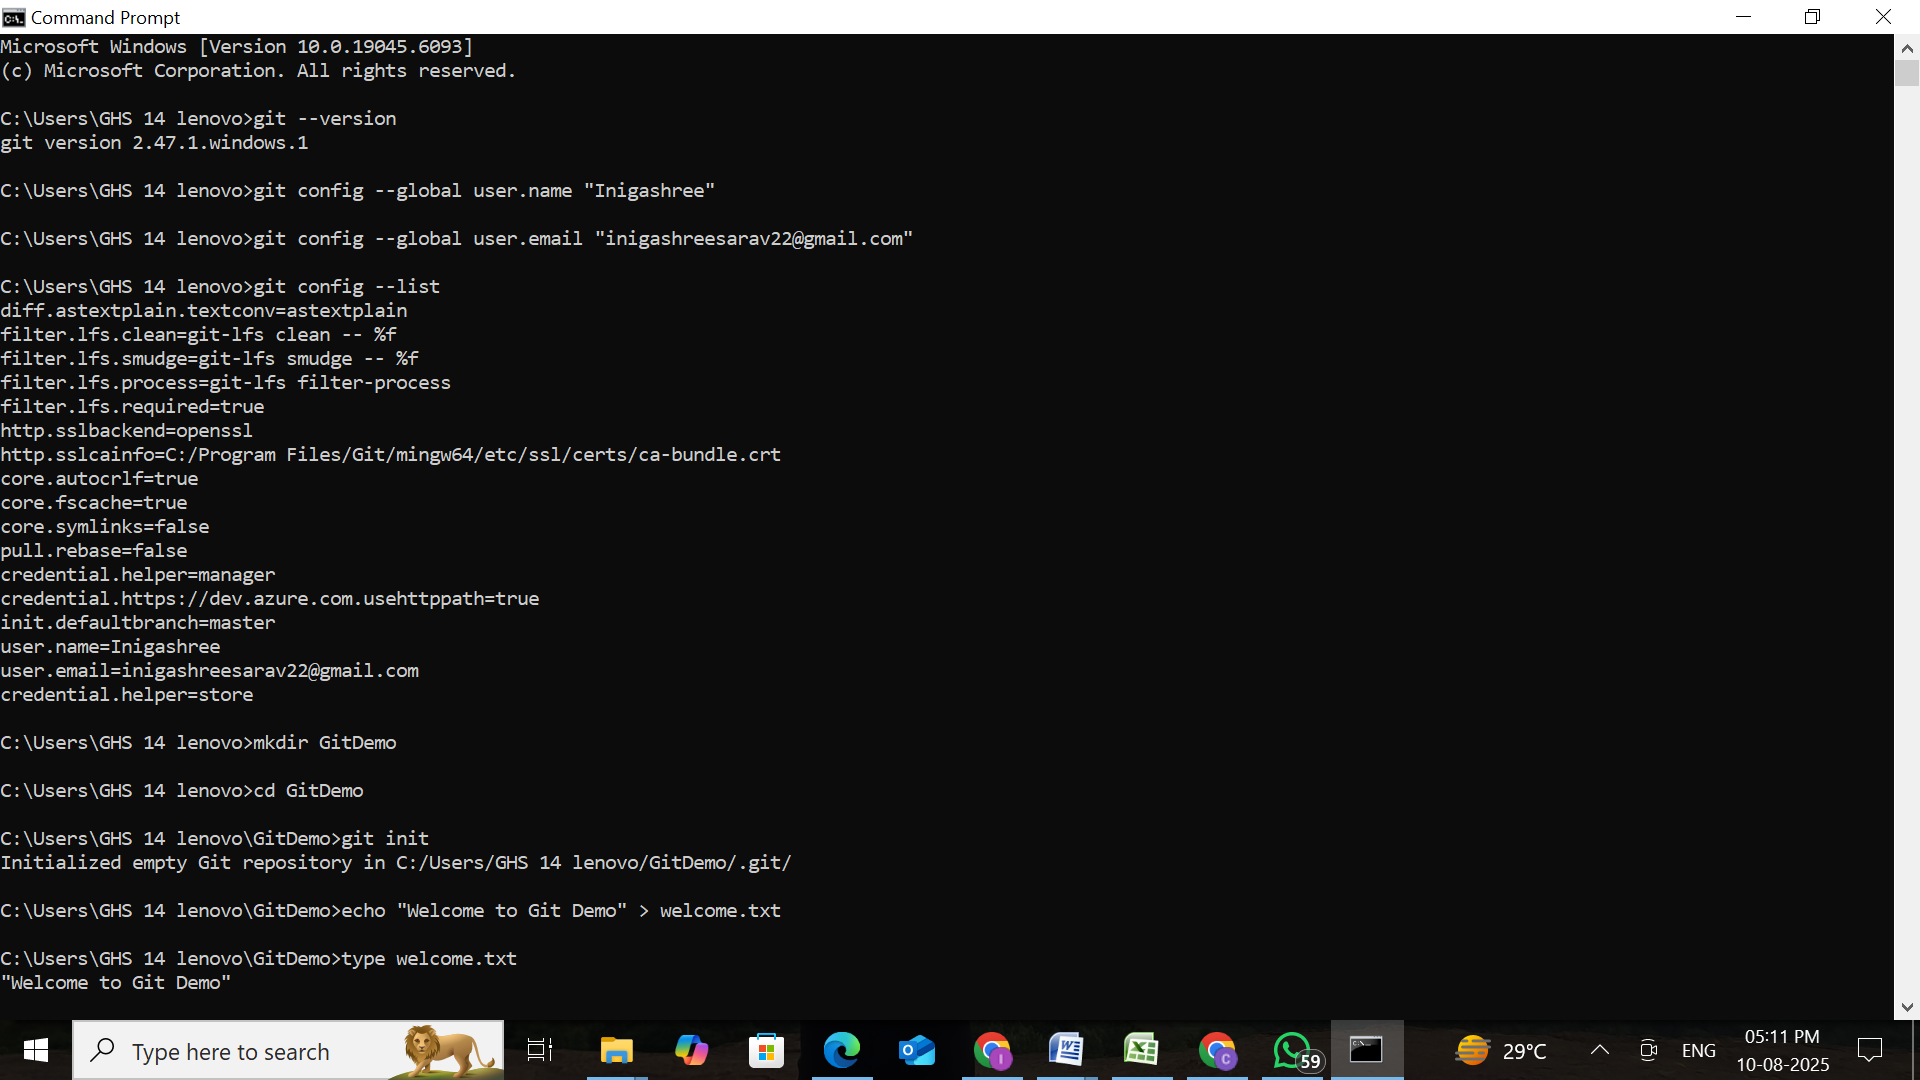 Command Prompt
Microsoft Windows [Version 10.0.19045.6093]
(c) Microsoft Corporation. All rights reserved.
C:\Users\GHS 14 lenovo>git --version
git version 2.47.1.windows.1
C:\Users\GHS 14 lenovo>git config --global user.name "Inigashree"
C:\Users\GHS 14 lenovo>git config --global user.email "inigashreesarav22@gmail.com"
C:\Users\GHS 14 lenovo>git config --list
diff.astextplain.textconv=astextplain
filter.lfs.clean=git-lfs clean -- %f
filter.lfs.smudge=git-lfs smudge -- %f
filter.lfs.process=git-lfs filter-process
filter.lfs.required=true
http.sslbackend=openssl
http.sslcainfo=C:/Program Files/Git/mingw64/etc/ssl/certs/ca-bundle.crt
core.autocrlf=true
core.fscache=true
core.symlinks=false
pull.rebase=false
credential.helper=manager
credential.https://dev.azure.com.usehttppath=true
init.defaultbranch=master
user.name=Inigashree
user.email=inigashreesarav22@gmail.com
credential.helper=store
C:\Users\GHS 14 lenovo>mkdir GitDemo
C:\Users\GHS 14 lenovo>cd GitDemo
C:\Users\GHS 14 lenovo\GitDemo>git init
Initialized empty Git repository in C:/Users/GHS 14 lenovo/GitDemo/.git/
C:\Users\GHS 14 lenovo\GitDemo>echo "Welcome to Git Demo" > welcome.txt
C:\Users\GHS 14 lenovo\GitDemo>type welcome.txt
"Welcome to Git Demo"
Type here to search
59
29°C
ENG
05:11 PM
10-08-2025